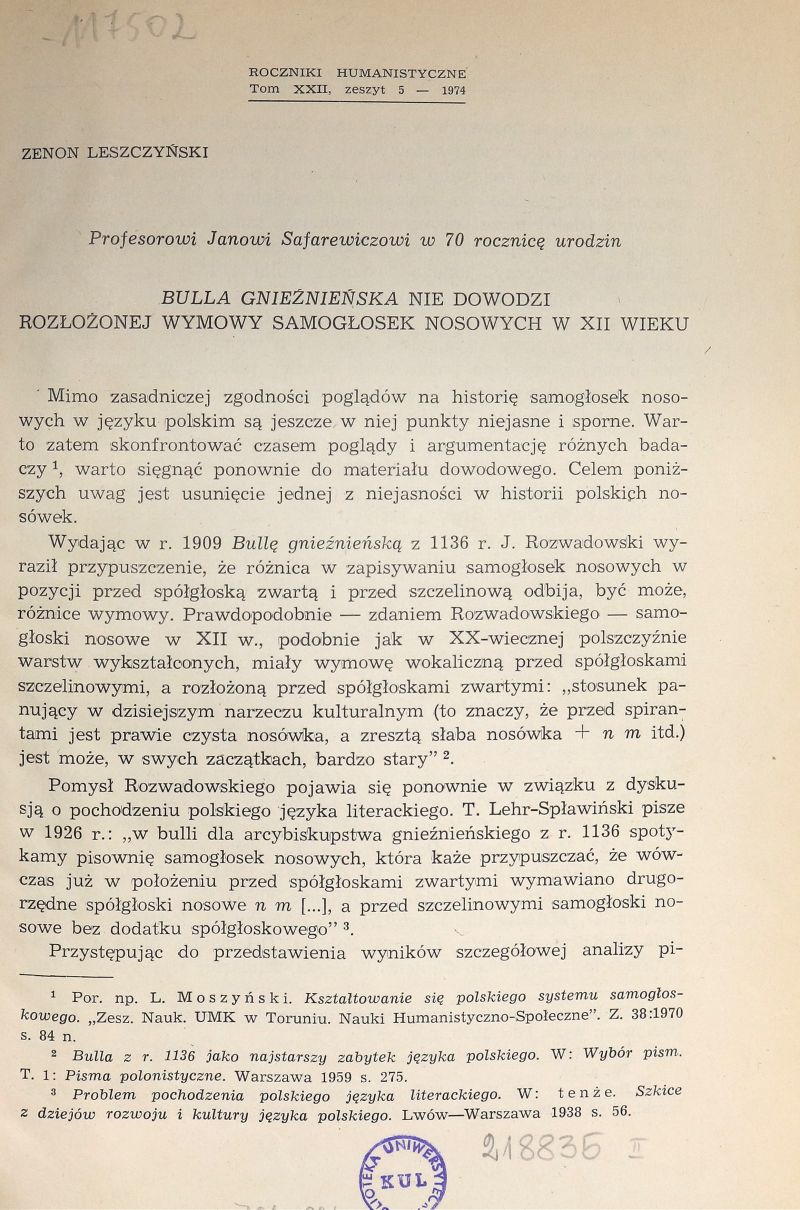 117502
ROCZNIKI HUMANISTYCZNE
Tom XXII, zeszyt 5 — 1974
ZENON LESZCZYŃSKI
Profesorowi Janowi Safarewiczowi w 70 rocznicę urodzin
BULLA GNIEŹNIEŃSKA NIE DOWODZI
ROZŁOŻONEJ WYMOWY SAMOGŁOSEK NOSOWYCH W XII WIEKU
Mimo zasadniczej zgodności poglądów na historię samogłosek noso-
wych w języku polskim są jeszcze w niej punkty niejasne i sporne. War-
to zatem skonfrontować czasem poglądy i argumentację różnych bada-
czy ¹, warto sięgnąć ponownie do materiału dowodowego. Celem poniż-
szych uwag jest usunięcie jednej z niejasności w historii polskich no-
sówek.
Wydając w r. 1909 Bullę gnieźnieńską z 1136 r. J. Rozwadowski wy-
raził przypuszczenie, że różnica w zapisywaniu samogłosek nosowych w
pozycji przed spółgłoską zwartą i przed szczelinową odbija, być może,
różnice wymowy. Prawdopodobnie — zdaniem Rozwadowskiego — samo-
głoski nosowe w XII w., podobnie jak w XX-wiecznej polszczyźnie
warstw wykształconych, miały wymowę wokaliczną przed spółgłoskami
szczelinowymi, a rozłożoną przed spółgłoskami zwartymi: „stosunek pa-
nujący w dzisiejszym narzeczu kulturalnym (to znaczy, że przed spiran-
tami jest prawie czysta nosówka, a zresztą słaba nosówka + n m itd.)
jest może, w swych zaczątkach, bardzo stary” ².
Pomysł Rozwadowskiego pojawia się ponownie w związku z dysku-
sją o pochodzeniu polskiego języka literackiego. T. Lehr-Spławiński pisze
w 1926 r.: „w bulli dla arcybiskupstwa gnieźnieńskiego z r. 1136 spoty-
kamy pisownię samogłosek nosowych, która każe przypuszczać, że wów-
czas już w położeniu przed spółgłoskami zwartymi wymawiano drugo-
rzędne spółgłoski nosowe n m [...], a przed szczelinowymi samogłoski no-
sowe bez dodatku spółgłoskowego” ³.
Przystępując do przedstawienia wyników szczegółowej analizy pi-
¹ Por. np. L. Moszyński. Kształtowanie się polskiego systemu samogłos-
kowego. „Zesz. Nauk. UMK w Toruniu. Nauki Humanistyczno-Społeczne”. Z. 38:1970
s. 84 n.
² Bulla z r. 1136 jako najstarszy zabytek języka polskiego. W: Wybór pism.
T. 1: Pisma polonistyczne. Warszawa 1959 s. 275.
³ Problem pochodzenia polskiego języka literackiego. W: tenże. Szkice
z dziejów rozwoju i kultury języka polskiego. Lwów—Warszawa 1938 s. 56.
218835 II
KUL